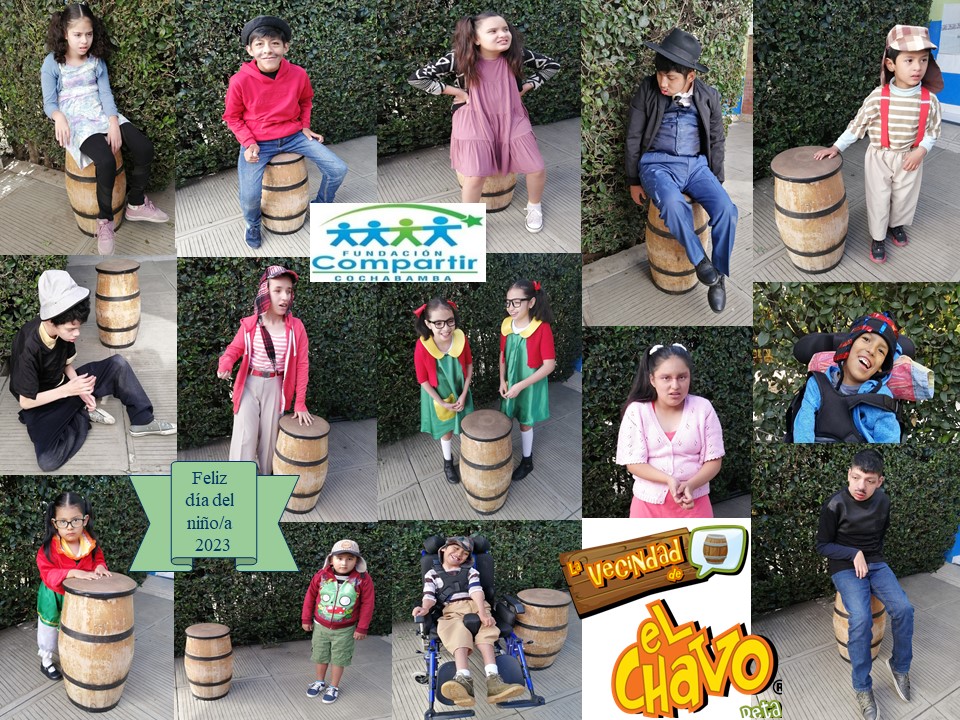 FUNDACIÓN
Compartir
COCHABAMBA
Feliz
día del
niño/a
2023
La
VECINDAD
de
EL
CHAVO
®